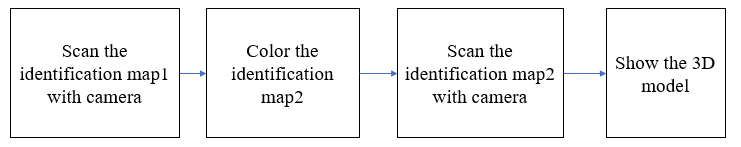 Scan the
identification map1
with camera
Color the
identification
map2
Scan the
identification map2
with camera
Show the 3D
model